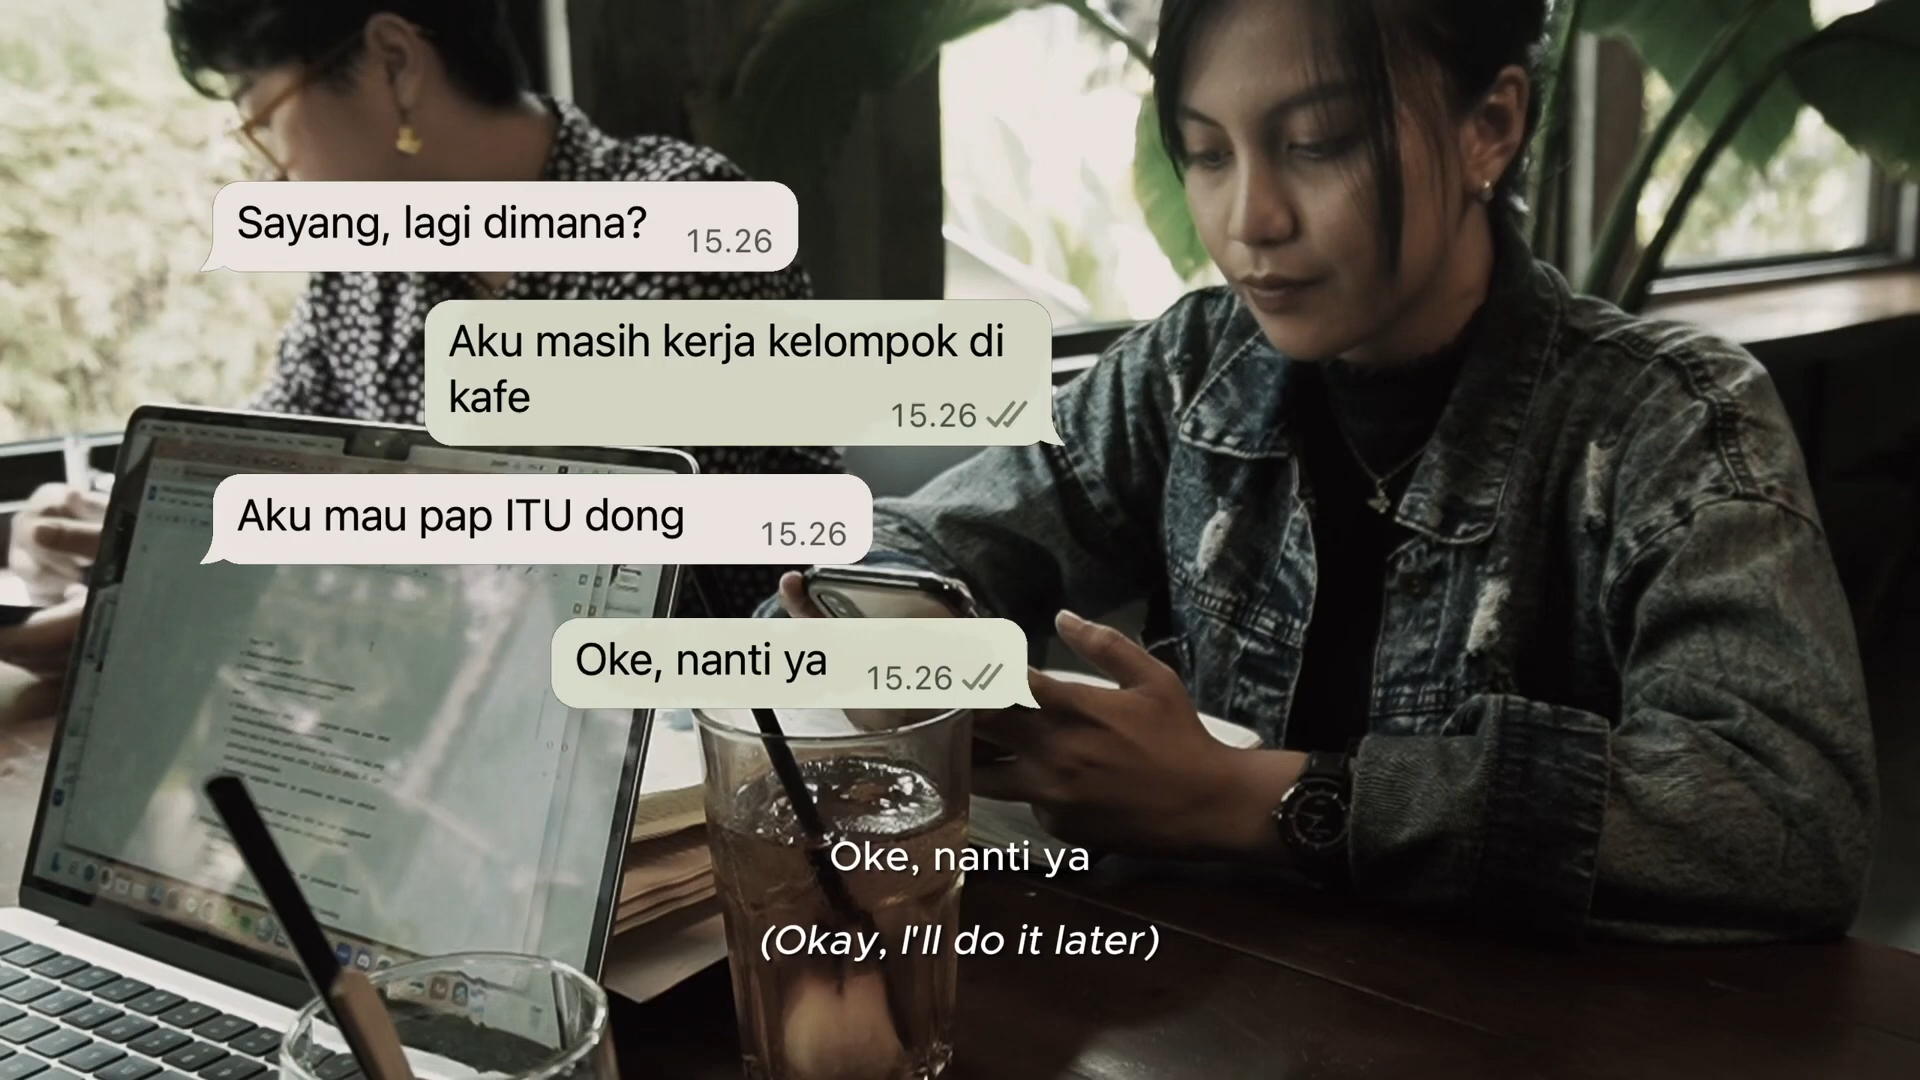 Sayang, lagi dimana? 15.26
Aku masih kerja kelompok di
kafe 15.26
Aku mau pap ITU dong 15.26
Oke, nanti ya 15.26
Oke, nanti ya
(Okay, I'll do it later)